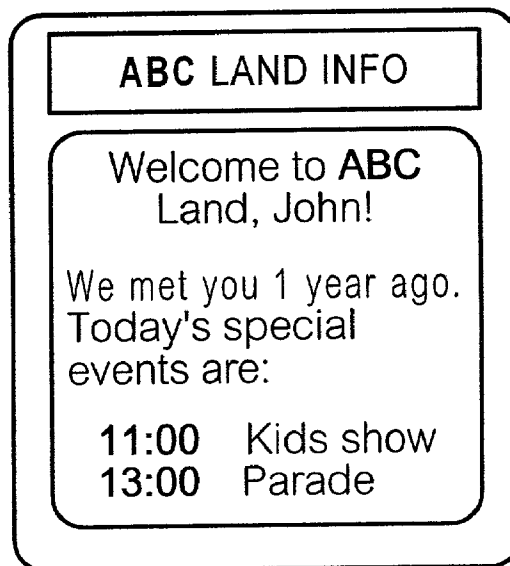 ABC LAND INFO
Welcome to ABC
Land, John!
We met you 1 year ago.
Today's special
events are:
11:00 Kids show
13:00 Parade